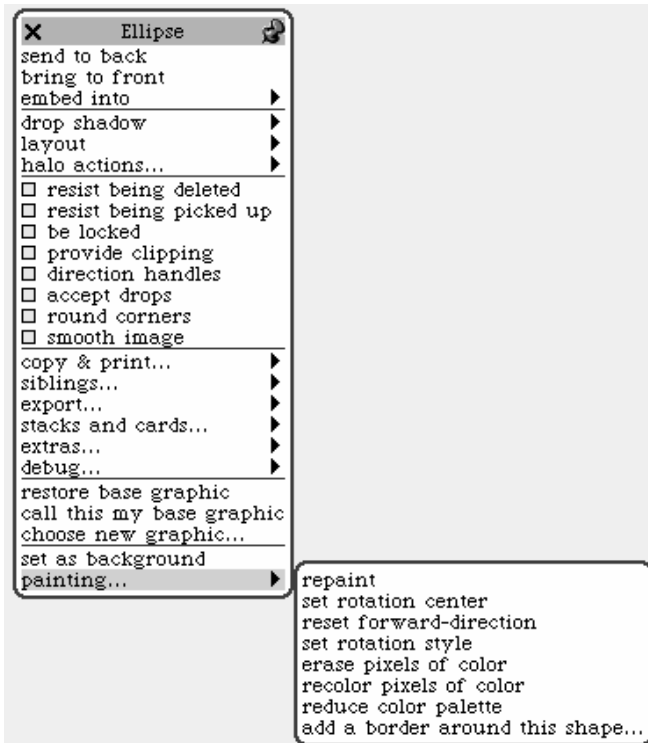 Ellipse
send to back
bring to front
embed into
drop shadow
layout
halo actions...
resist being deleted
resist being picked up
be locked
provide clipping
direction handles
accept drops
round corners
smooth image
copy & print...
siblings...
export...
stacks and cards...
extras...
debug...
restore base graphic
call this my base graphic
choose new graphic...
set as background
painting...
repaint
set rotation center
reset forward-direction
set rotation style
erase pixels of color
recolor pixels of color
reduce color palette
add a border around this shape...